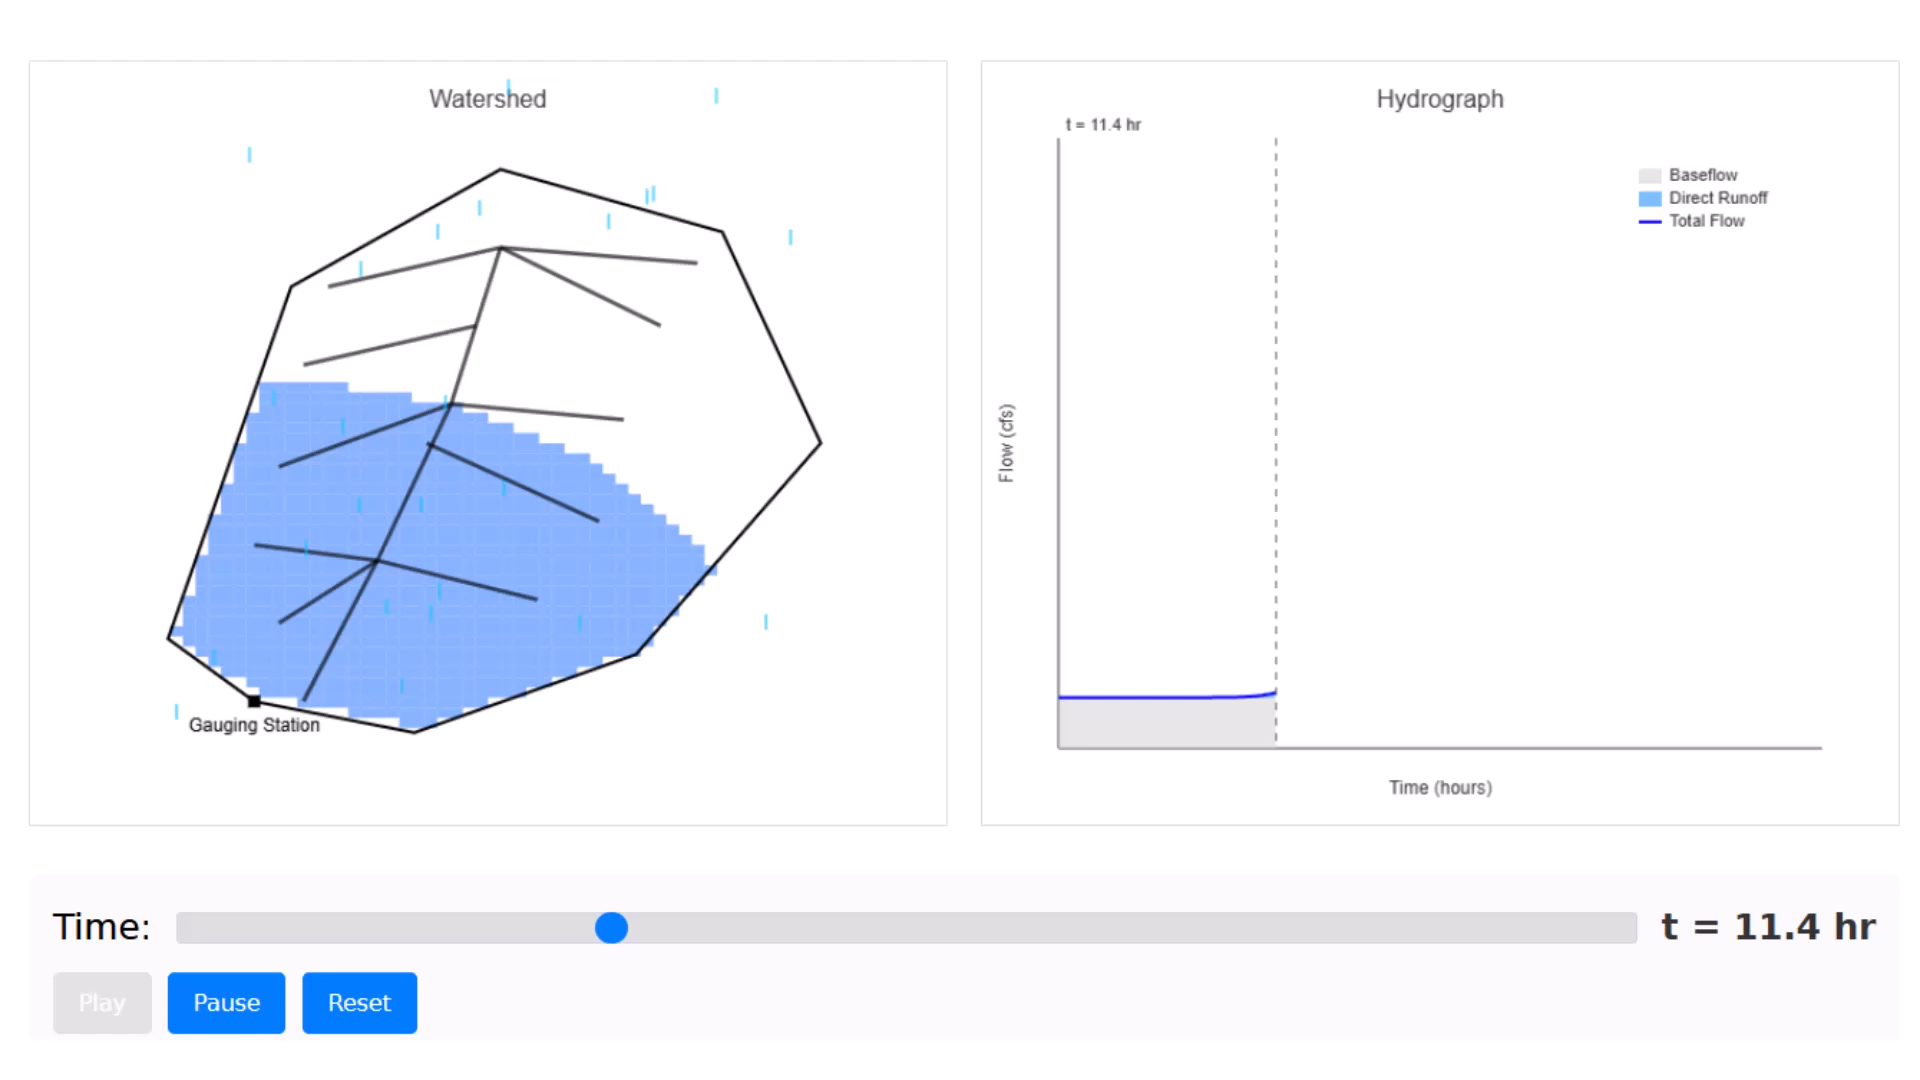 Watershed
Gauging Station
Hydrograph
t = 11.4 hr
Baseflow
Direct Runoff
Total Flow
Flow (cfs)
Time (hours)
Time:
t = 11.4 hr
Play
Pause
Reset